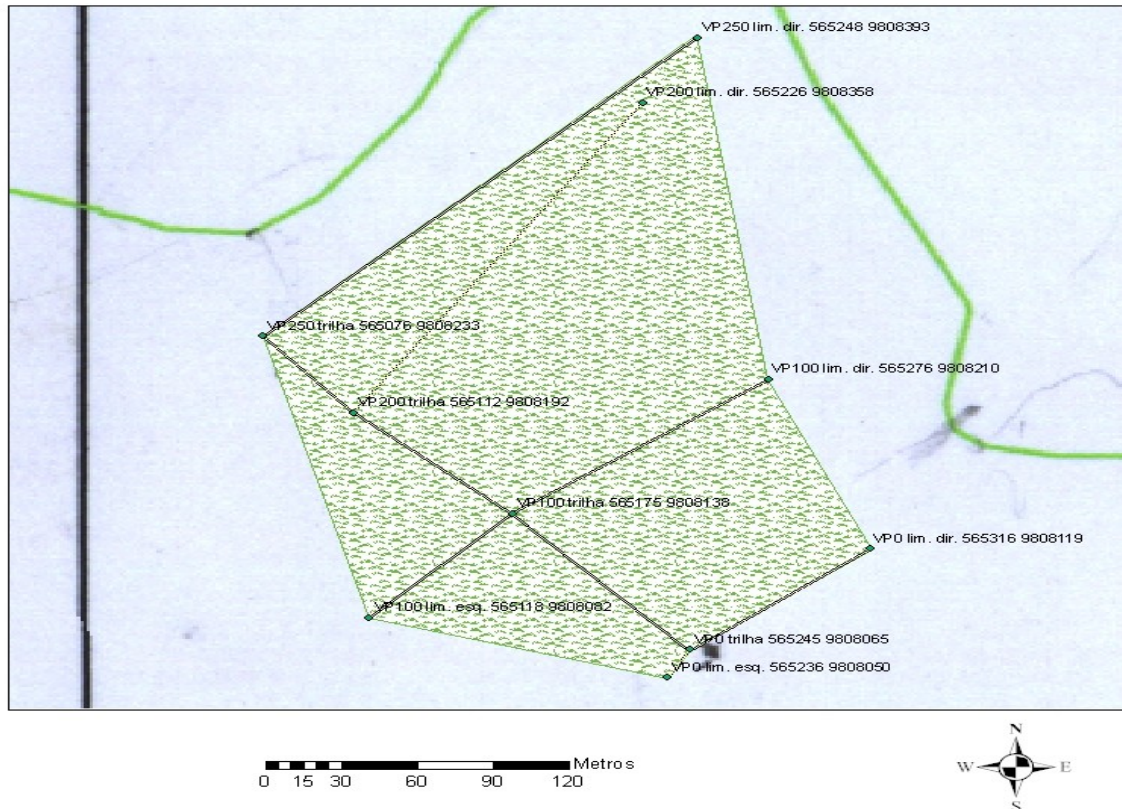 VP250 lim. dir. 565248 9808393
VP200 lim. dir. 565226 9808358
VP250 trilha 565076 9808233
VP100 lim. dir. 565276 9808210
VP200 trilha 565112 9808192
VP100 trilha 565175 9808138
VP0 lim. dir. 565316 9808119
VP100 lim. esq. 565118 9808082
VP0 trilha 565245 9808065
VP0 lim. esq. 565236 9808050
Metros
0 15 30 60 90 120
N
W E
S